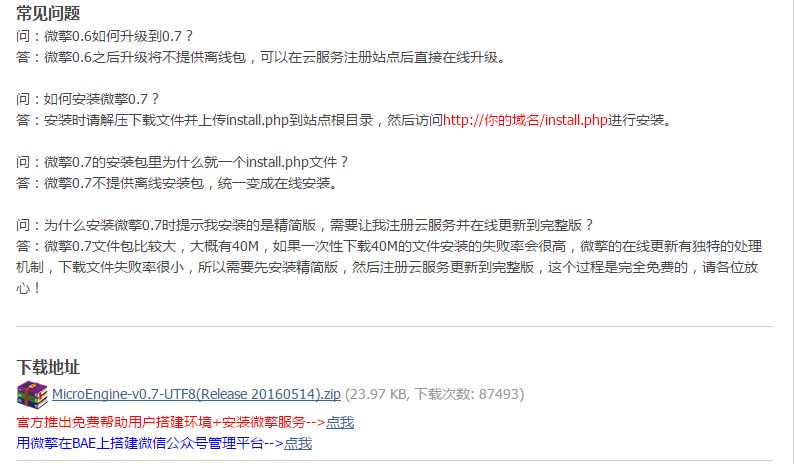 常见问题
问：微擎0.6如何升级到0.7？
答：微擎0.6之后升级将不提供离线包，可以在云服务注册站点后直接在线升级。
问：如何安装微擎0.7？
答：安装时请解压下载文件并上传install.php到站点根目录，然后访问http://你的域名/install.php进行安装。
问：微擎0.7的安装包里为什么就一个install.php文件？
答：微擎0.7不提供离线安装包，统一变成在线安装。
问：为什么安装微擎0.7时提示我安装的是精简版，需要让我注册云服务并在线更新到完整版？
答：微擎0.7文件包比较大，大概有40M，如果一次性下载40M的文件安装的失败率会很高，微擎的在线更新有独特的处理
机制，下载文件失败率很小，所以需要先安装精简版，然后注册云服务更新到完整版，这个过程是完全免费的，请各位放
心！
下载地址
MicroEngine-v0.7-UTF8(Release 20160514).zip (23.97 KB, 下载次数: 87493)
官方推出免费帮助用户搭建环境+安装微擎服务-->点我
用微擎在BAE上搭建微信公众号管理平台-->点我